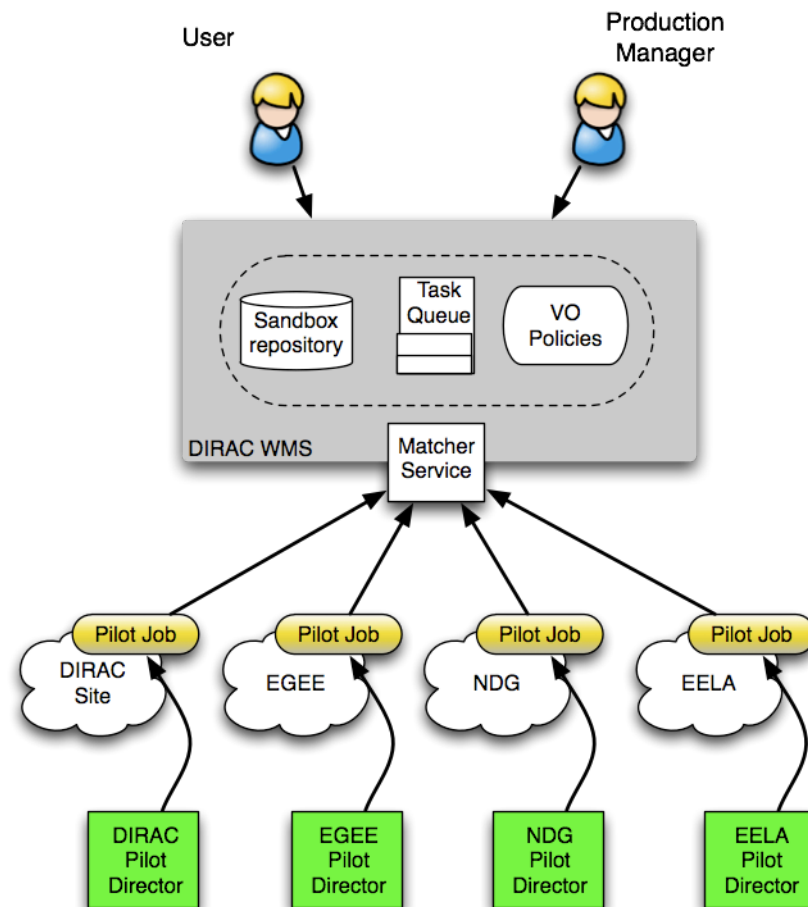 User
Production
Manager
Sandbox
repository
Task
Queue
VO
Policies
DIRAC WMS
Matcher
Service
Pilot Job
Pilot Job
Pilot Job
Pilot Job
DIRAC
Site
EGEE
NDG
EELA
DIRAC
Pilot
Director
EGEE
Pilot
Director
NDG
Pilot
Director
EELA
Pilot
Director